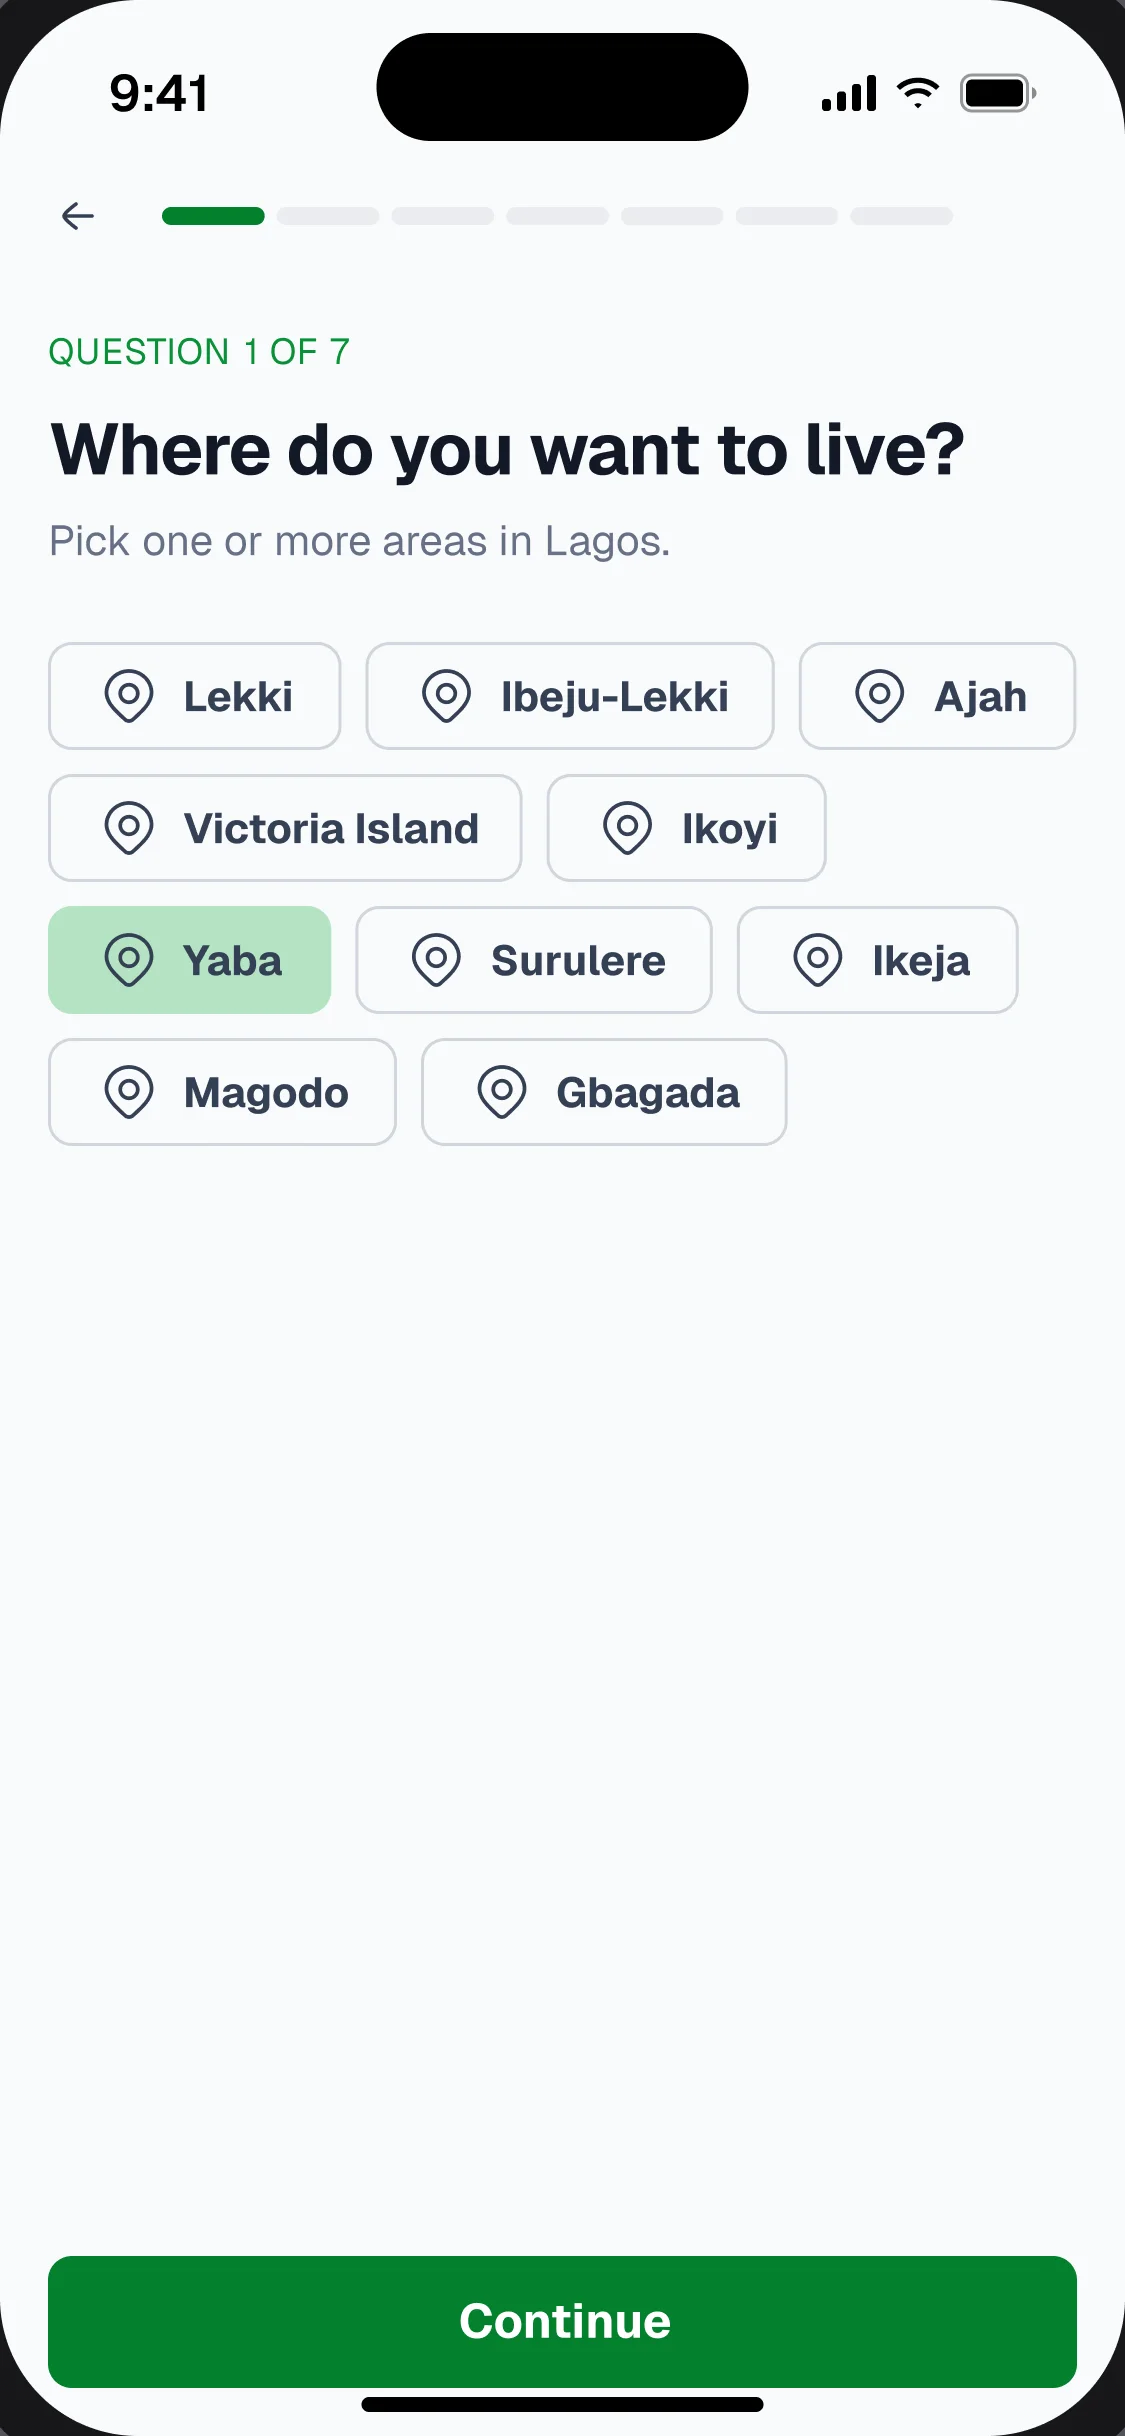 9:41
QUESTION 1 OF 7
Where do you want to live?
Pick one or more areas in Lagos.
Lekki Ibeju-Lekki Ajah
Victoria Island Ikoyi
Yaba Surulere Ikeja
Magodo Gbagada
Continue